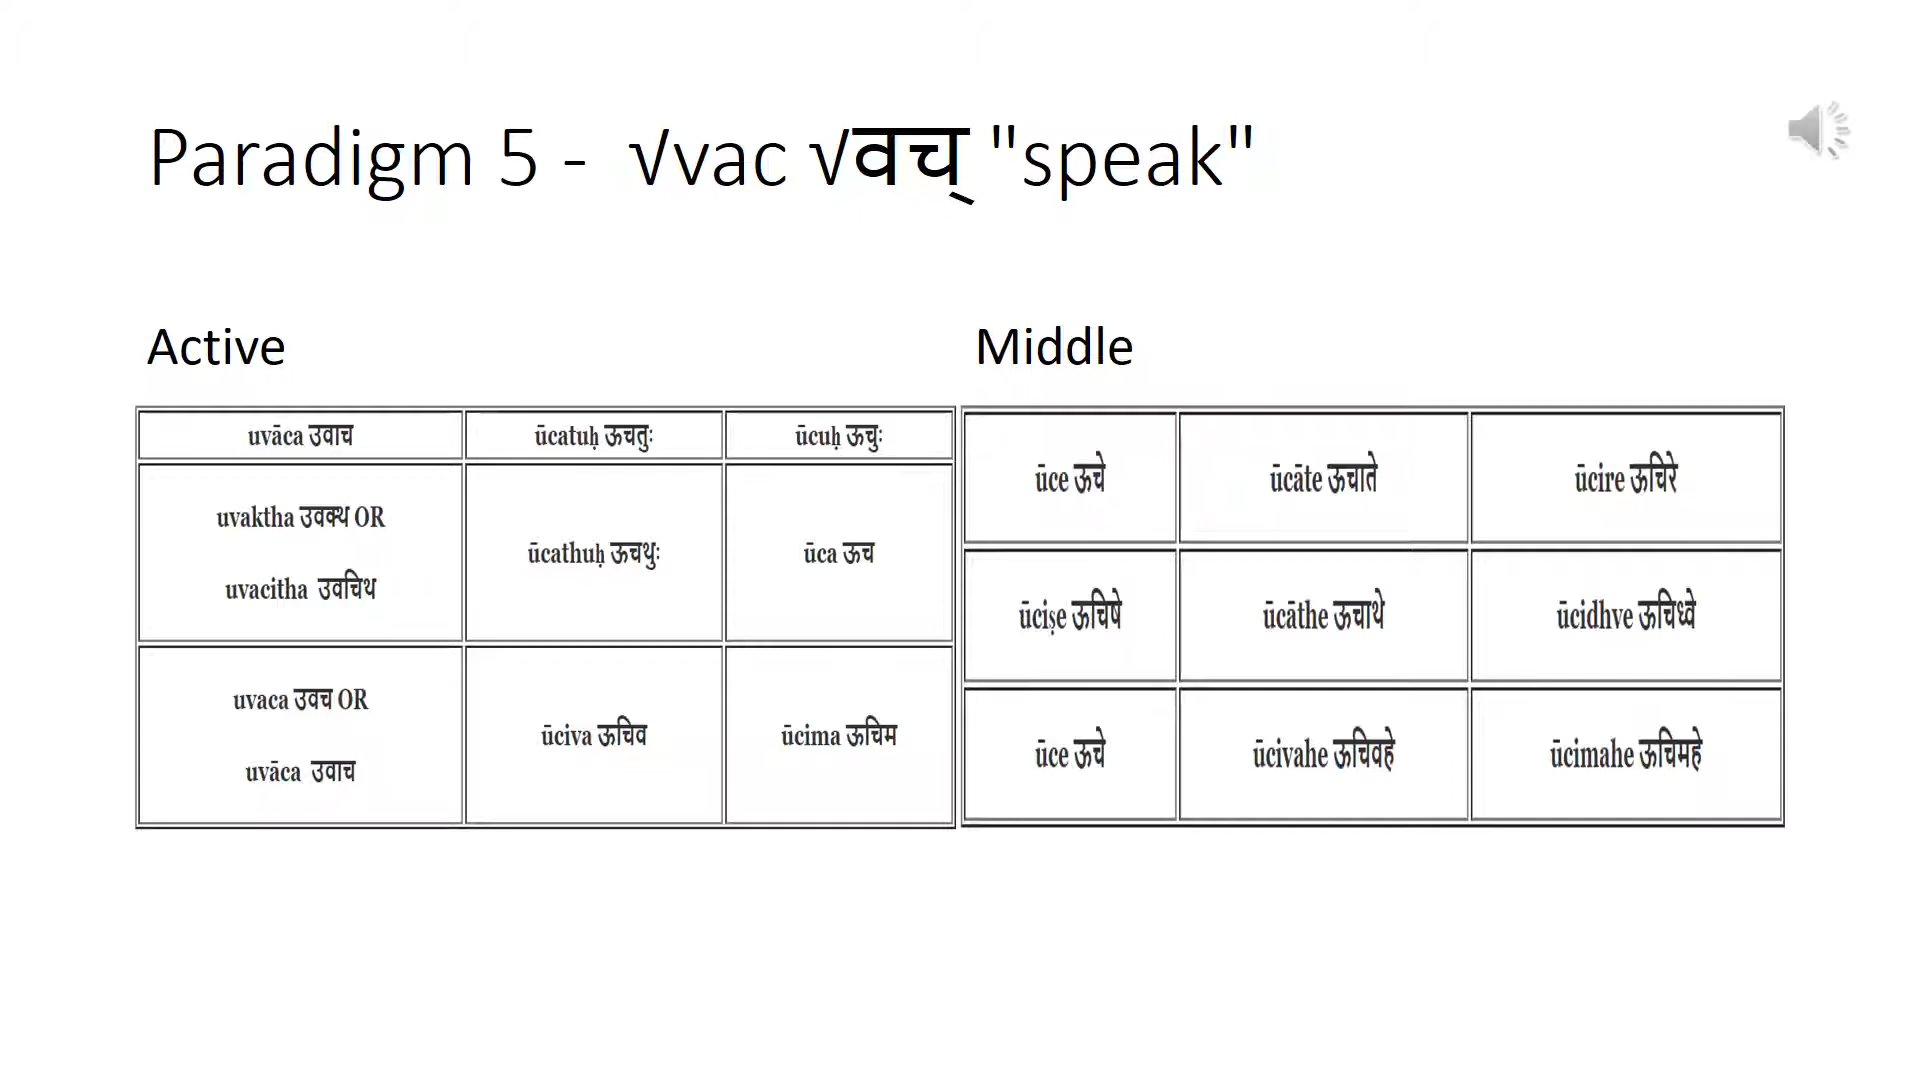 Paradigm 5 - √vac √वच् "speak"
Active
uvāca उवाच
ūcatuḥ ऊचतुः
ūcuḥ ऊचुः
uvaktha उवक्थ OR
uvacitha उवचिथ
ūcathuḥ ऊचथुः
ūca ऊच
uvaca उवच OR
uvāca उवाच
ūciva ऊचिव
ūcima ऊचिम
Middle
ūce ऊचे
ūcāte ऊचाते
ūcire ऊचिरे
ūciṣe ऊचिषे
ūcāthe ऊचाथे
ūcidhve ऊचिध्वे
ūce ऊचे
ūcivahe ऊचिवहे
ūcimahe ऊचिमहे